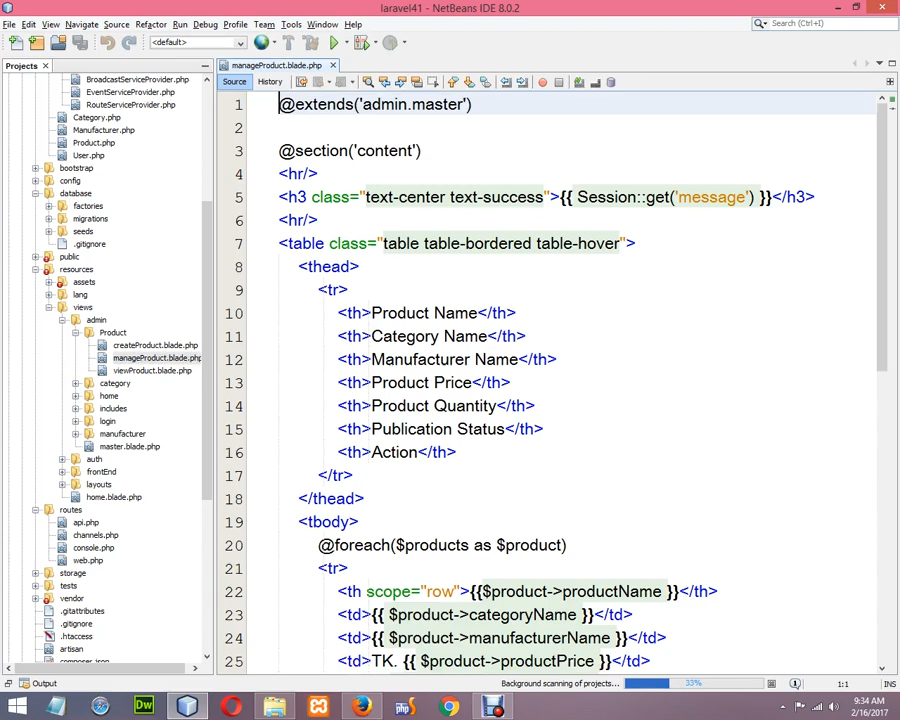 laravel41 - NetBeans IDE 8.0.2
File Edit View Navigate Source Refactor Run Debug Profile Team Tools Window Help
Search (Ctrl+I)
<default>
Projects
manageProduct.blade.php
Source History
BroadcastServiceProvider.php
EventServiceProvider.php
RouteServiceProvider.php
Category.php
Manufacturer.php
Product.php
User.php
bootstrap
config
database
factories
migrations
seeds
.gitignore
public
resources
assets
lang
views
admin
Product
createProduct.blade.php
manageProduct.blade.php
viewProduct.blade.php
category
home
includes
login
manufacturer
master.blade.php
auth
frontEnd
layouts
home.blade.php
routes
api.php
channels.php
console.php
web.php
storage
tests
vendor
.gitattributes
.gitignore
.htaccess
artisan
composer.json
1 @extends('admin.master')
2
3 @section('content')
4 <hr/>
5 <h3 class="text-center text-success">{{ Session::get('message') }}</h3>
6 <hr/>
7 <table class="table table-bordered table-hover">
8 <thead>
9 <tr>
10 <th>Product Name</th>
11 <th>Category Name</th>
12 <th>Manufacturer Name</th>
13 <th>Product Price</th>
14 <th>Product Quantity</th>
15 <th>Publication Status</th>
16 <th>Action</th>
17 </tr>
18 </thead>
19 <tbody>
20 @foreach($products as $product)
21 <tr>
22 <th scope="row">{{$product->productName }}</th>
23 <td>{{ $product->categoryName }}</td>
24 <td>{{ $product->manufacturerName }}</td>
25 <td>TK. {{ $product->productPrice }}</td>
Output
Background scanning of projects...
33%
1:1
INS
Dw
php
9:34 AM
2/16/2017